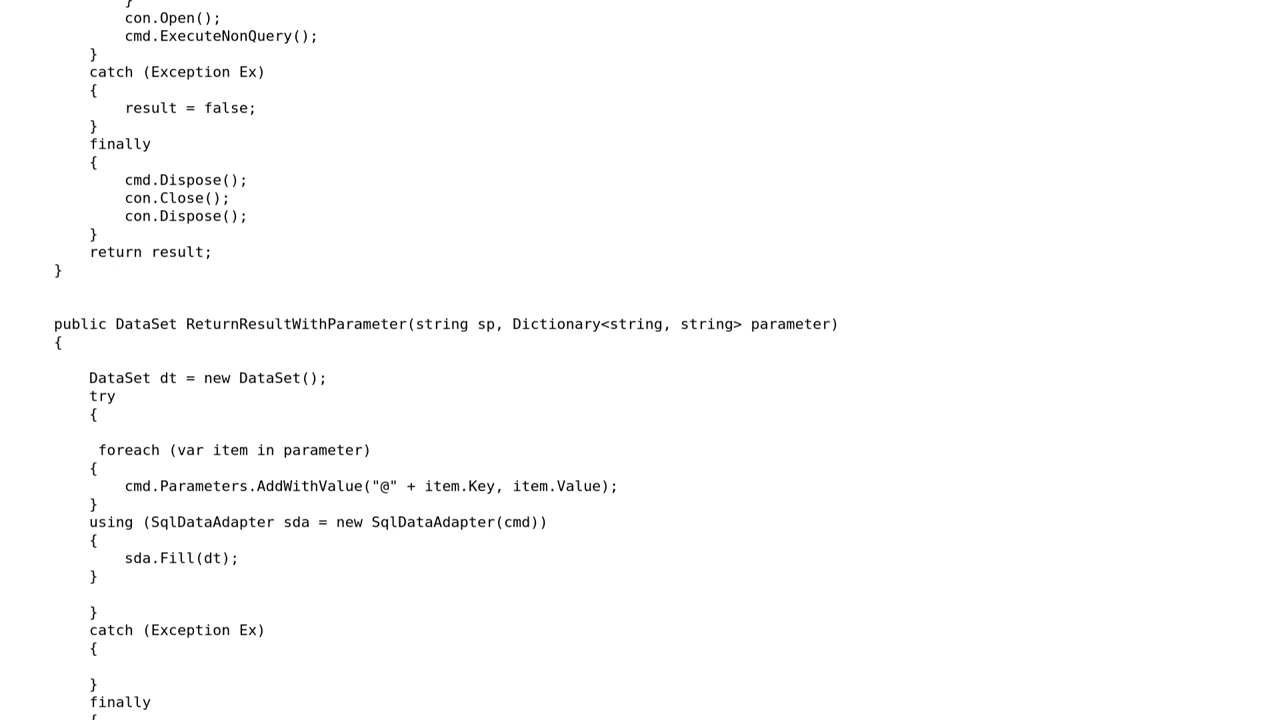 }
con.Open();
cmd.ExecuteNonQuery();
}
catch (Exception Ex)
{
result = false;
}
finally
{
cmd.Dispose();
con.Close();
con.Dispose();
}
return result;
}
public DataSet ReturnResultWithParameter(string sp, Dictionary<string, string> parameter)
{
DataSet dt = new DataSet();
try
{
foreach (var item in parameter)
{
cmd.Parameters.AddWithValue("@" + item.Key, item.Value);
}
using (SqlDataAdapter sda = new SqlDataAdapter(cmd))
{
sda.Fill(dt);
}
}
catch (Exception Ex)
{
}
finally
{